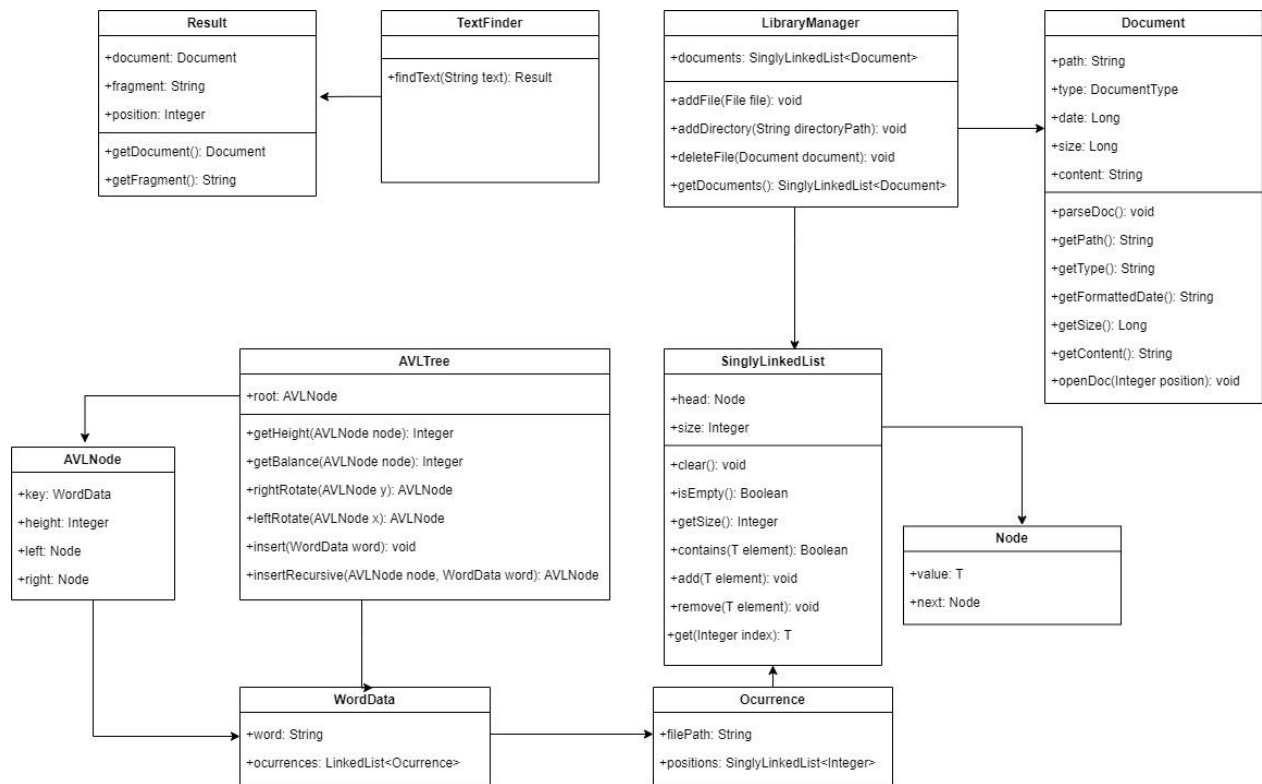 Result
+document: Document
+fragment: String
+position: Integer
+getDocument(): Document
+getFragment(): String
TextFinder
+findText(String text): Result
LibraryManager
+documents: SinglyLinkedList<Document>
+addFile(File file): void
+addDirectory(String directoryPath): void
+deleteFile(Document document): void
+getDocuments(): SinglyLinkedList<Document>
Document
+path: String
+type: DocumentType
+date: Long
+size: Long
+content: String
+parseDoc(): void
+getPath(): String
+getType(): String
+getFormattedDate(): String
+getSize(): Long
+getContent(): String
+openDoc(Integer position): void
AVLTree
+root: AVLNode
+getHeight(AVLNode node): Integer
+getBalance(AVLNode node): Integer
+rightRotate(AVLNode y): AVLNode
+leftRotate(AVLNode x): AVLNode
+insert(WordData word): void
+insertRecursive(AVLNode node, WordData word): AVLNode
SinglyLinkedList
+head: Node
+size: Integer
+clear(): void
+isEmpty(): Boolean
+getSize(): Integer
+contains(T element): Boolean
+add(T element): void
+remove(T element): void
+get(Integer index): T
AVLNode
+key: WordData
+height: Integer
+left: Node
+right: Node
Node
+value: T
+next: Node
WordData
+word: String
+ocurrences: LinkedList<Ocurrence>
Ocurrence
+filePath: String
+positions: SinglyLinkedList<Integer>